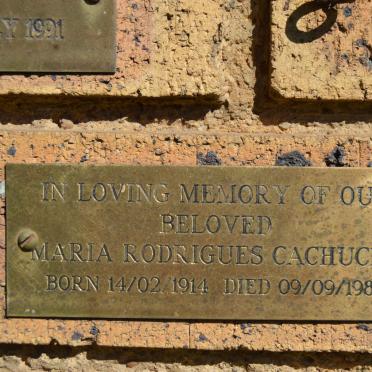 Y 1991
IN LOVING MEMORY OF OU
BELOVED
MARIA RODRIGUES CACHUC
BORN 14/02/1914 DIED 09/09/198